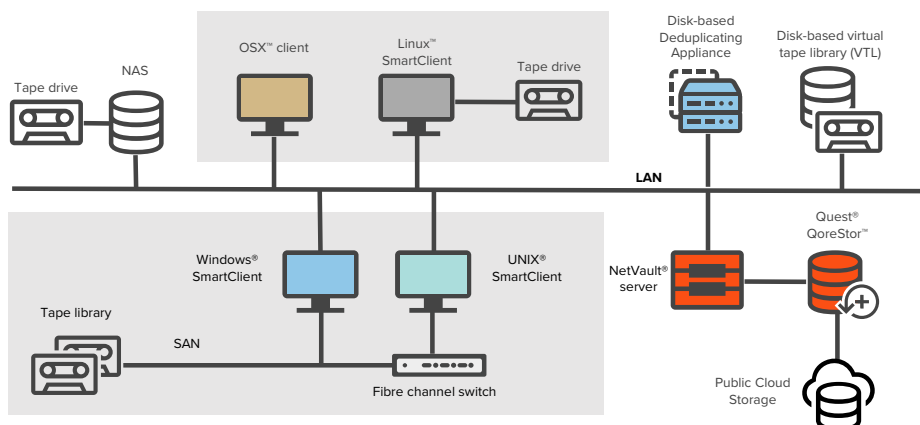 Disk-based
Deduplicating
Appliance
Disk-based virtual
tape library (VTL)
OSX™ client
Linux™
SmartClient
NAS
Tape drive
Tape drive
LAN
Quest®
QoreStor™
Windows®
SmartClient
UNIX®
SmartClient
NetVault®
server
Tape library
SAN
Fibre channel switch
Public Cloud
Storage